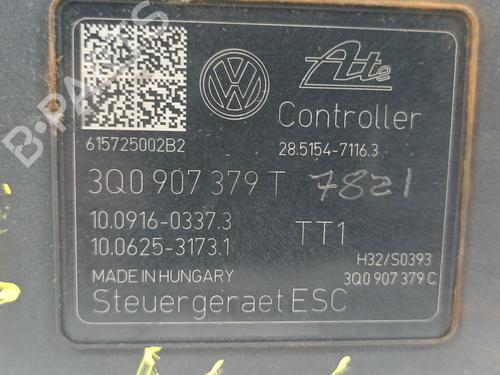 Ate
Controller
615725002B2
28.5154-7116.3
3Q0 907 379 T
7821
10.0916-0337.3
10.0625-3173.1
TT1
H32/S0393
MADE IN HUNGARY
3Q0 907 379 C
Steuergeraet ESC
B-PARTS